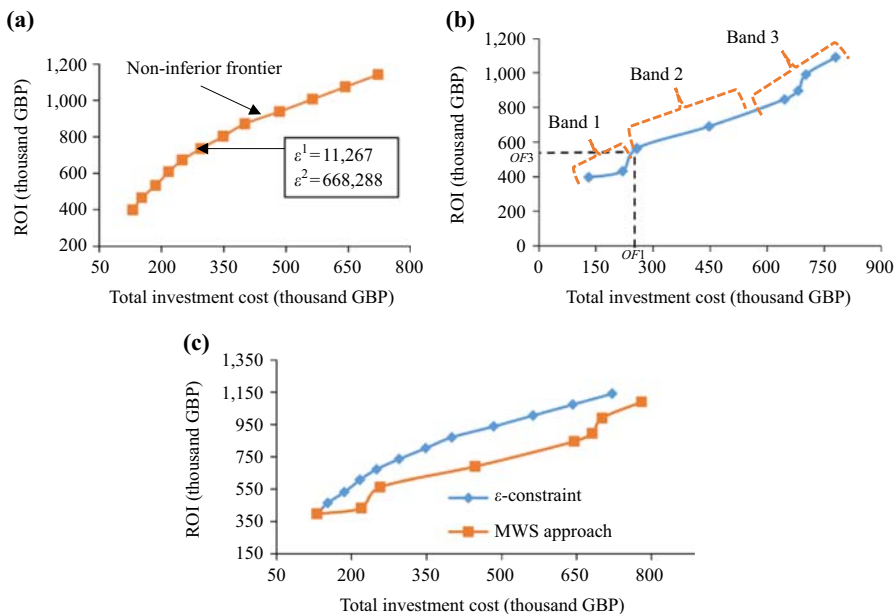 (a)
ROI (thousand GBP)
1,200
1,000
800
600
400
200
Non-inferior frontier
ε1 = 11,267
ε2 = 668,288
50 200 350 500 650 800
Total investment cost (thousand GBP)
(b)
ROI (thousand GBP)
1,200
1,000
800
600
OF3
400
200
0
Band 1
Band 2
Band 3
OF1
0 150 300 450 600 750 900
Total investment cost (thousand GBP)
(c)
ROI (thousand GBP)
1,350
1,150
950
750
550
350
150
ε-constraint
MWS approach
50 200 350 500 650 800
Total investment cost (thousand GBP)